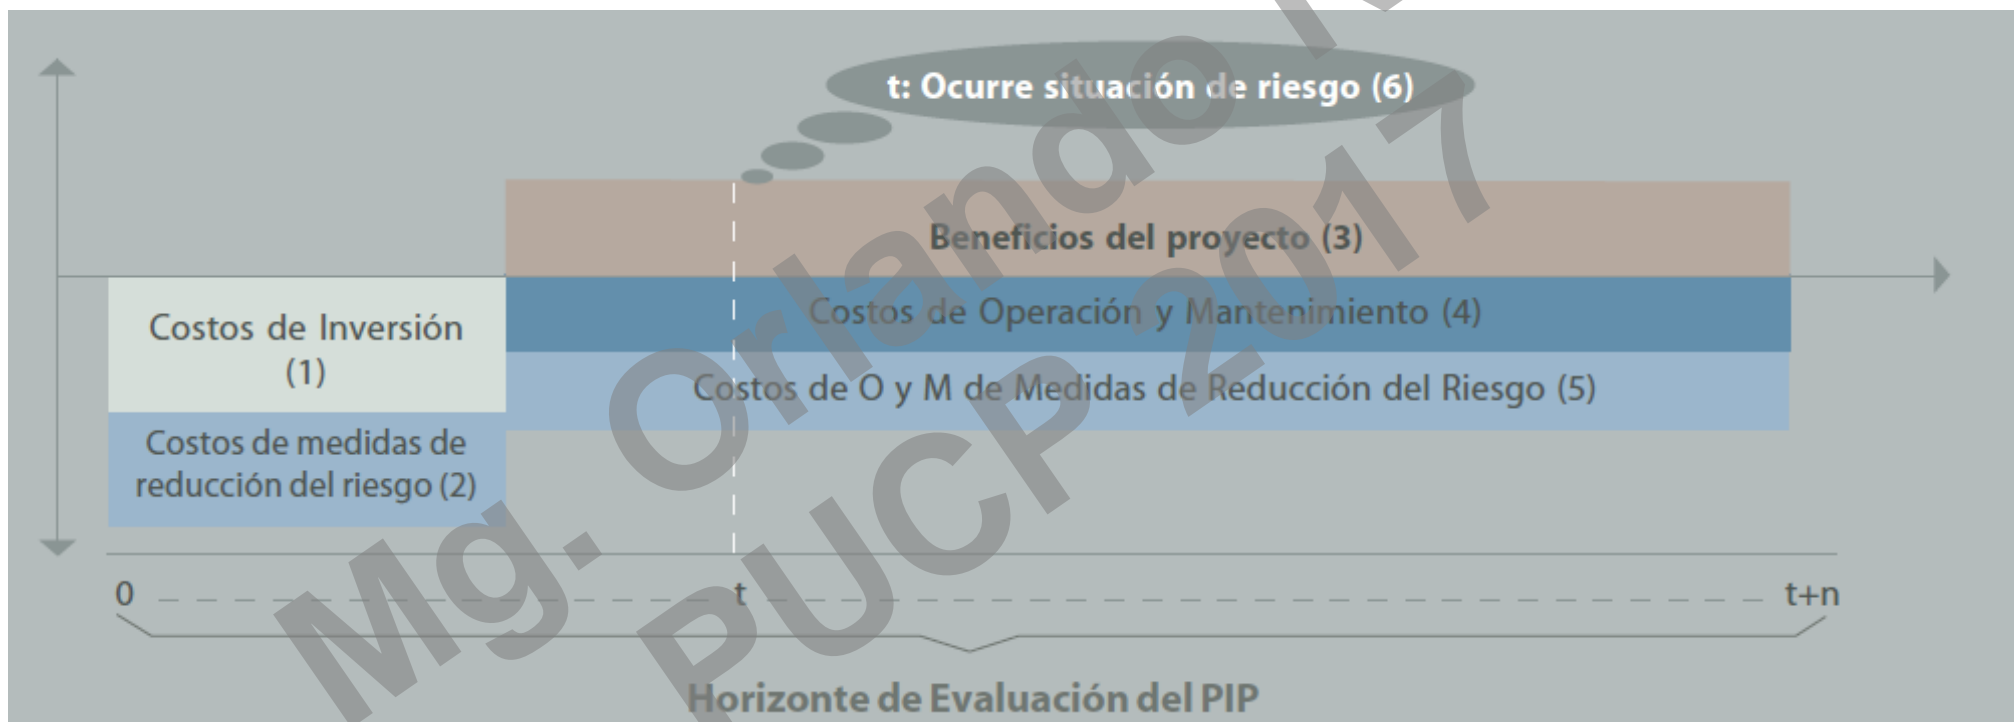 t: Ocurre situación de riesgo (6)
Beneficios del proyecto (3)
Costos de Inversión
(1)
Costos de Operación y Mantenimiento (4)
Costos de O y M de Medidas de Reducción del Riesgo (5)
Costos de medidas de
reducción del riesgo (2)
0
t
t+n
Horizonte de Evaluación del PIP
Mg. Orlando
PUCP 2017